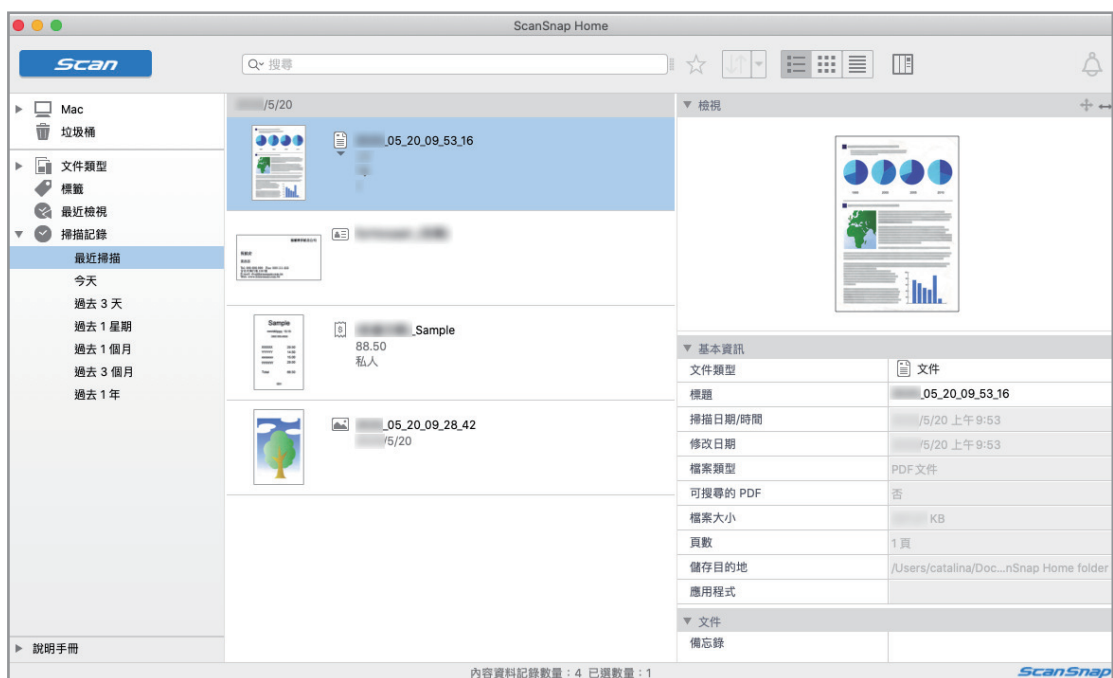 ScanSnap Home
Scan
搜尋
Mac
垃圾桶
文件類型
標籤
最近檢視
掃描記錄
最近掃描
今天
過去 3 天
過去 1 星期
過去 1 個月
過去 3 個月
過去 1 年
說明手冊
/5/20
_05_20_09_53_16
_Sample
88.50
私人
_05_20_09_28_42
/5/20
Sample
檢視
基本資訊
文件類型 文件
標題 _05_20_09_53_16
掃描日期/時間 /5/20 上午 9:53
修改日期 /5/20 上午 9:53
檔案類型 PDF 文件
可搜尋的 PDF 否
檔案大小 KB
頁數 1 頁
儲存目的地 /Users/catalina/Doc...nSnap Home folder
應用程式
文件
備忘錄
內容資料記錄數量：4 已選數量：1
ScanSnap